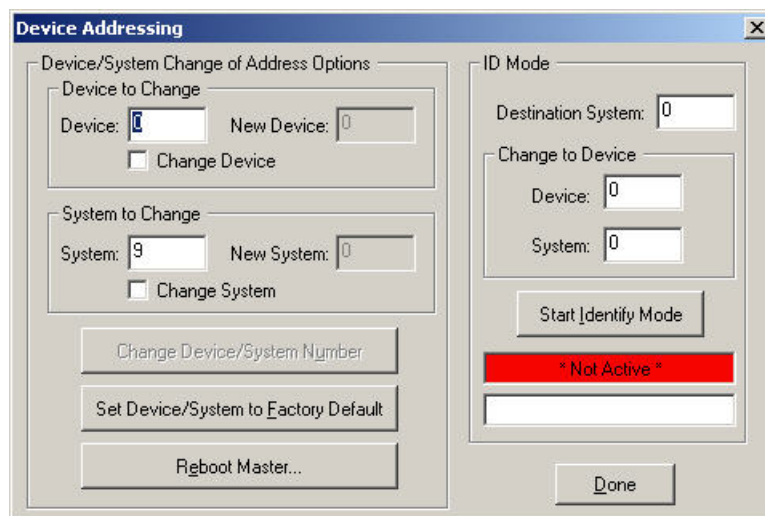 Device Addressing
Device/System Change of Address Options
Device to Change
Device: 0 New Device: 0
Change Device
System to Change
System: 9 New System: 0
Change System
Change Device/System Number
Set Device/System to Factory Default
Reboot Master...
ID Mode
Destination System: 0
Change to Device
Device: 0
System: 0
Start Identify Mode
* Not Active *
Done